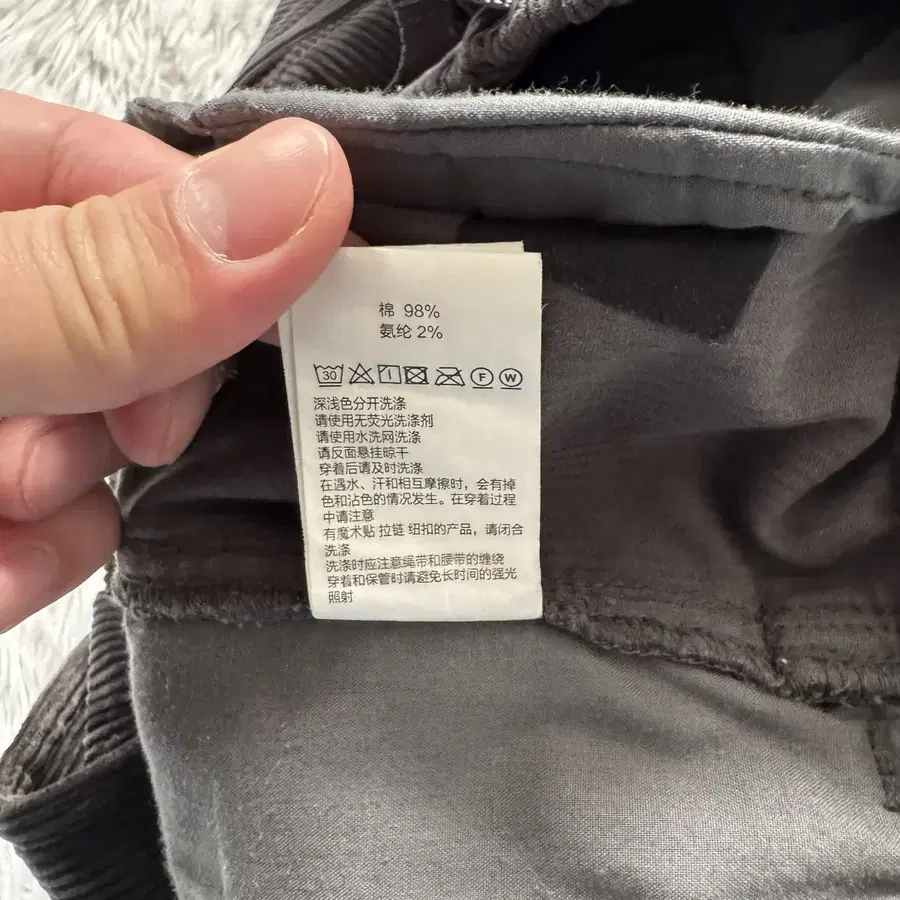 棉 98%
氨纶 2%
30 F W
深浅色分开洗涤
请使用无荧光洗涤剂
请使用水洗网洗涤
请反面悬挂晾干
穿着后请及时洗涤
在遇水、汗和相互摩擦时，会有掉
色和沾色的情况发生。在穿着过程
中请注意
有魔术贴 拉链 纽扣的产品，请闭合
洗涤
洗涤时应注意绳带和腰带的缠绕
穿着和保管时请避免长时间的强光
照射